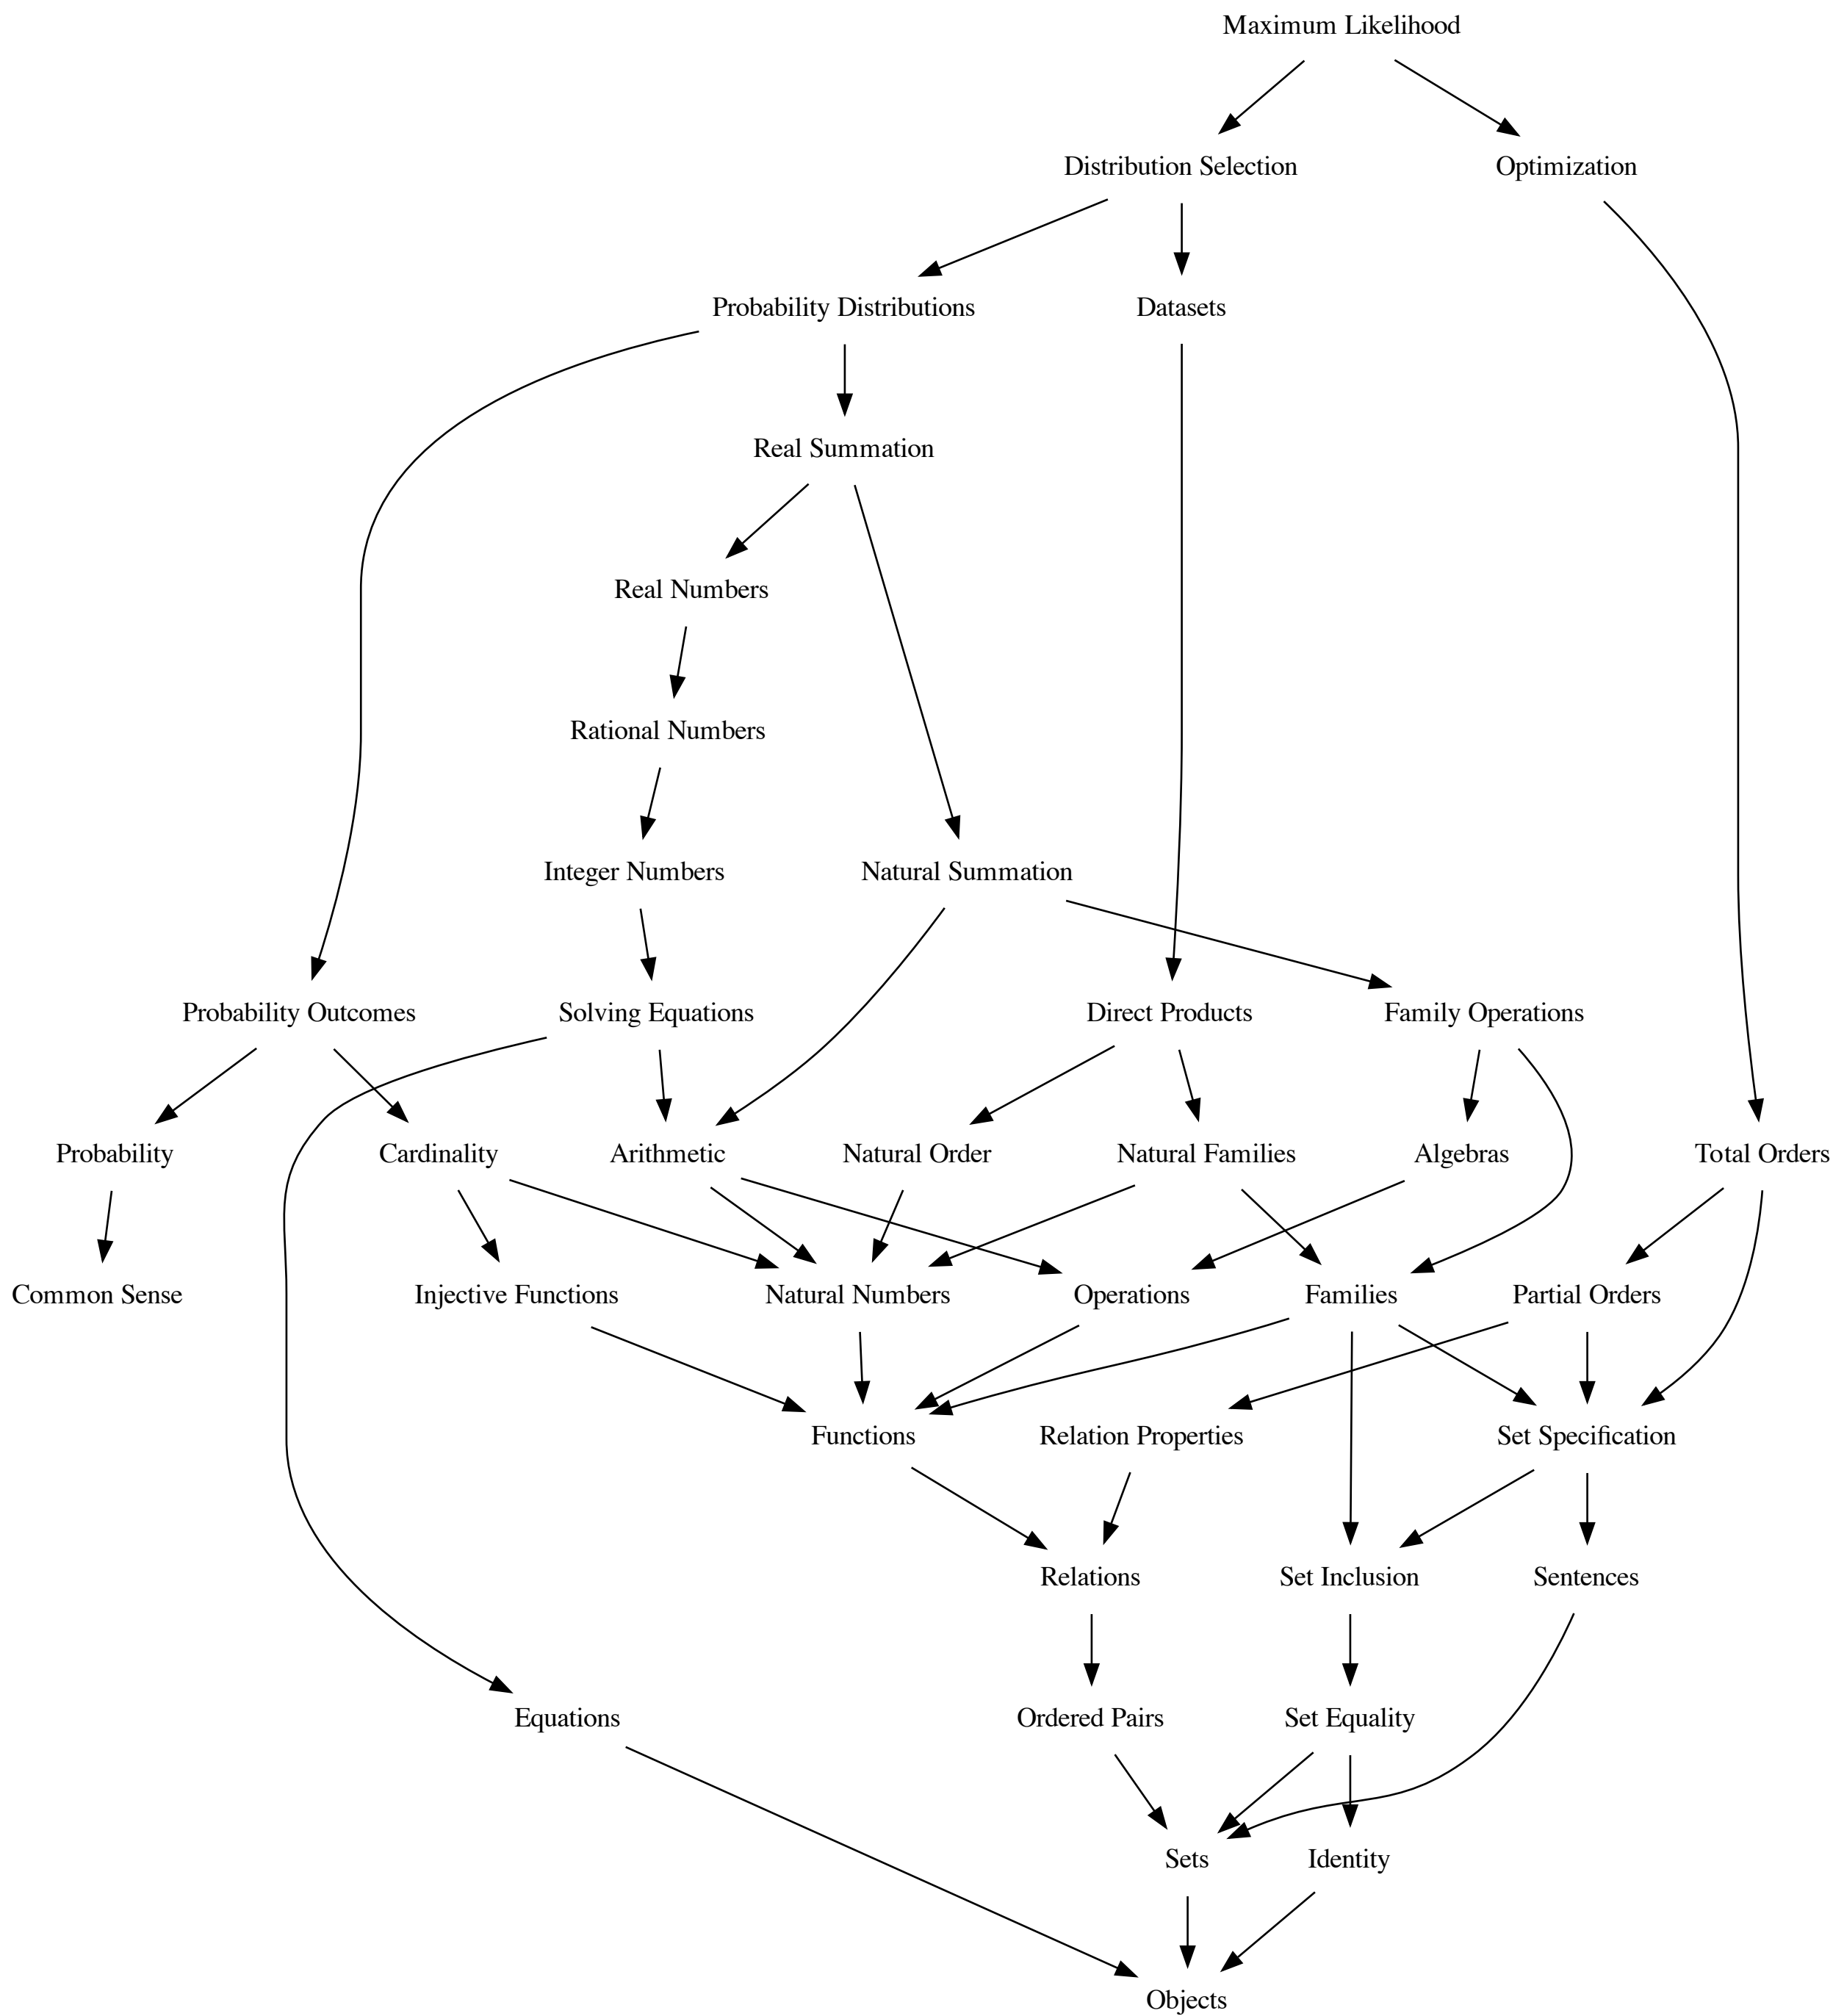 Maximum Likelihood
Distribution Selection
Optimization
Probability Distributions
Datasets
Real Summation
Real Numbers
Rational Numbers
Integer Numbers
Natural Summation
Probability Outcomes
Solving Equations
Direct Products
Family Operations
Probability
Cardinality
Arithmetic
Natural Order
Natural Families
Algebras
Total Orders
Common Sense
Injective Functions
Natural Numbers
Operations
Families
Partial Orders
Functions
Relation Properties
Set Specification
Relations
Set Inclusion
Sentences
Equations
Ordered Pairs
Set Equality
Sets
Identity
Objects